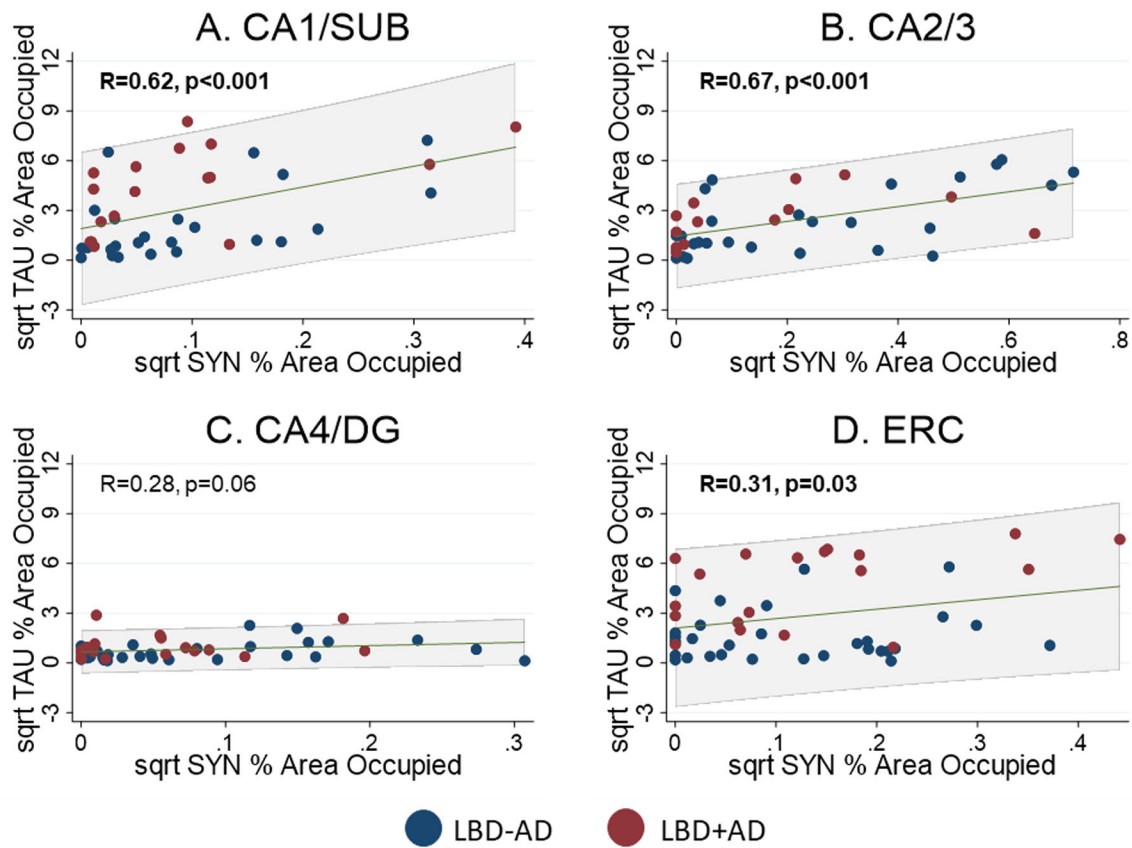 A. CA1/SUB
R=0.62, p<0.001
sqrt TAU % Area Occupied
12
9
6
3
0
-3
0 .1 .2 .3 .4
sqrt SYN % Area Occupied
B. CA2/3
R=0.67, p<0.001
sqrt TAU % Area Occupied
12
9
6
3
0
-3
0 .2 .4 .6 .8
sqrt SYN % Area Occupied
C. CA4/DG
R=0.28, p=0.06
sqrt TAU % Area Occupied
12
9
6
3
0
-3
0 .1 .2 .3
sqrt SYN % Area Occupied
D. ERC
R=0.31, p=0.03
sqrt TAU % Area Occupied
12
9
6
3
0
-3
0 .1 .2 .3 .4
sqrt SYN % Area Occupied
LBD-AD LBD+AD